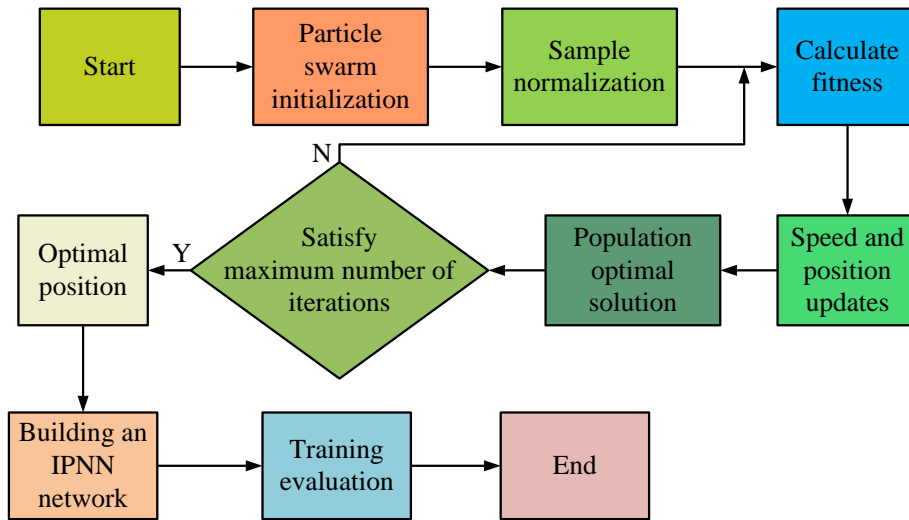 Start
Particle
swarm
initialization
Sample
normalization
Calculate
fitness
N
Speed and
position
updates
Population
optimal
solution
Satisfy
maximum number of
iterations
Y
Optimal
position
Building an
IPNN
network
Training
evaluation
End